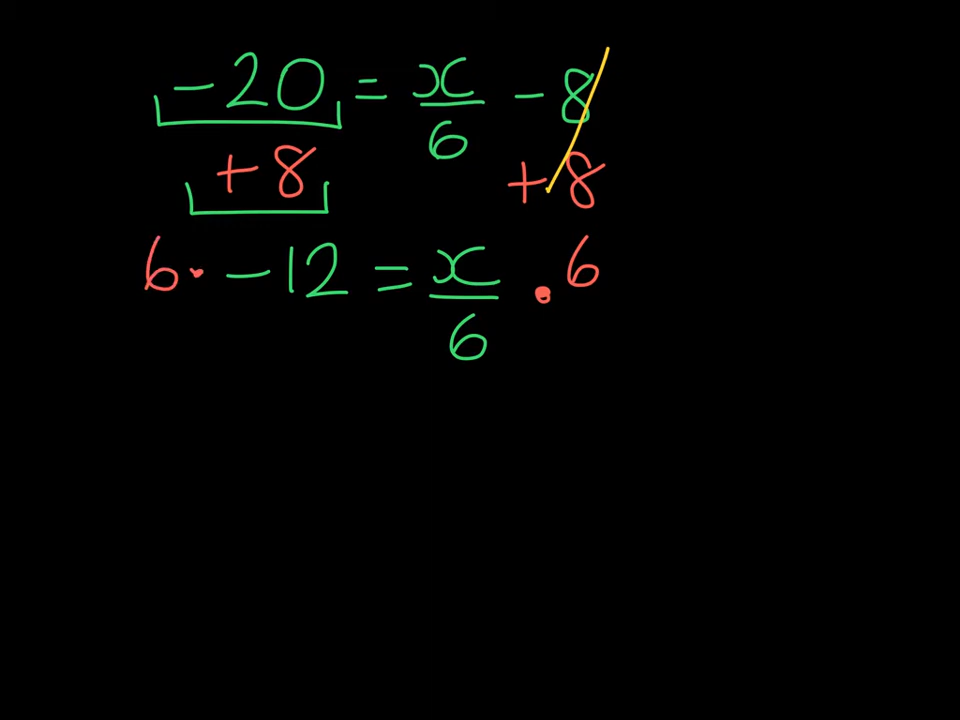 -20 = x/6 - 8
+8 +8
6· -12 = x/6 · 6